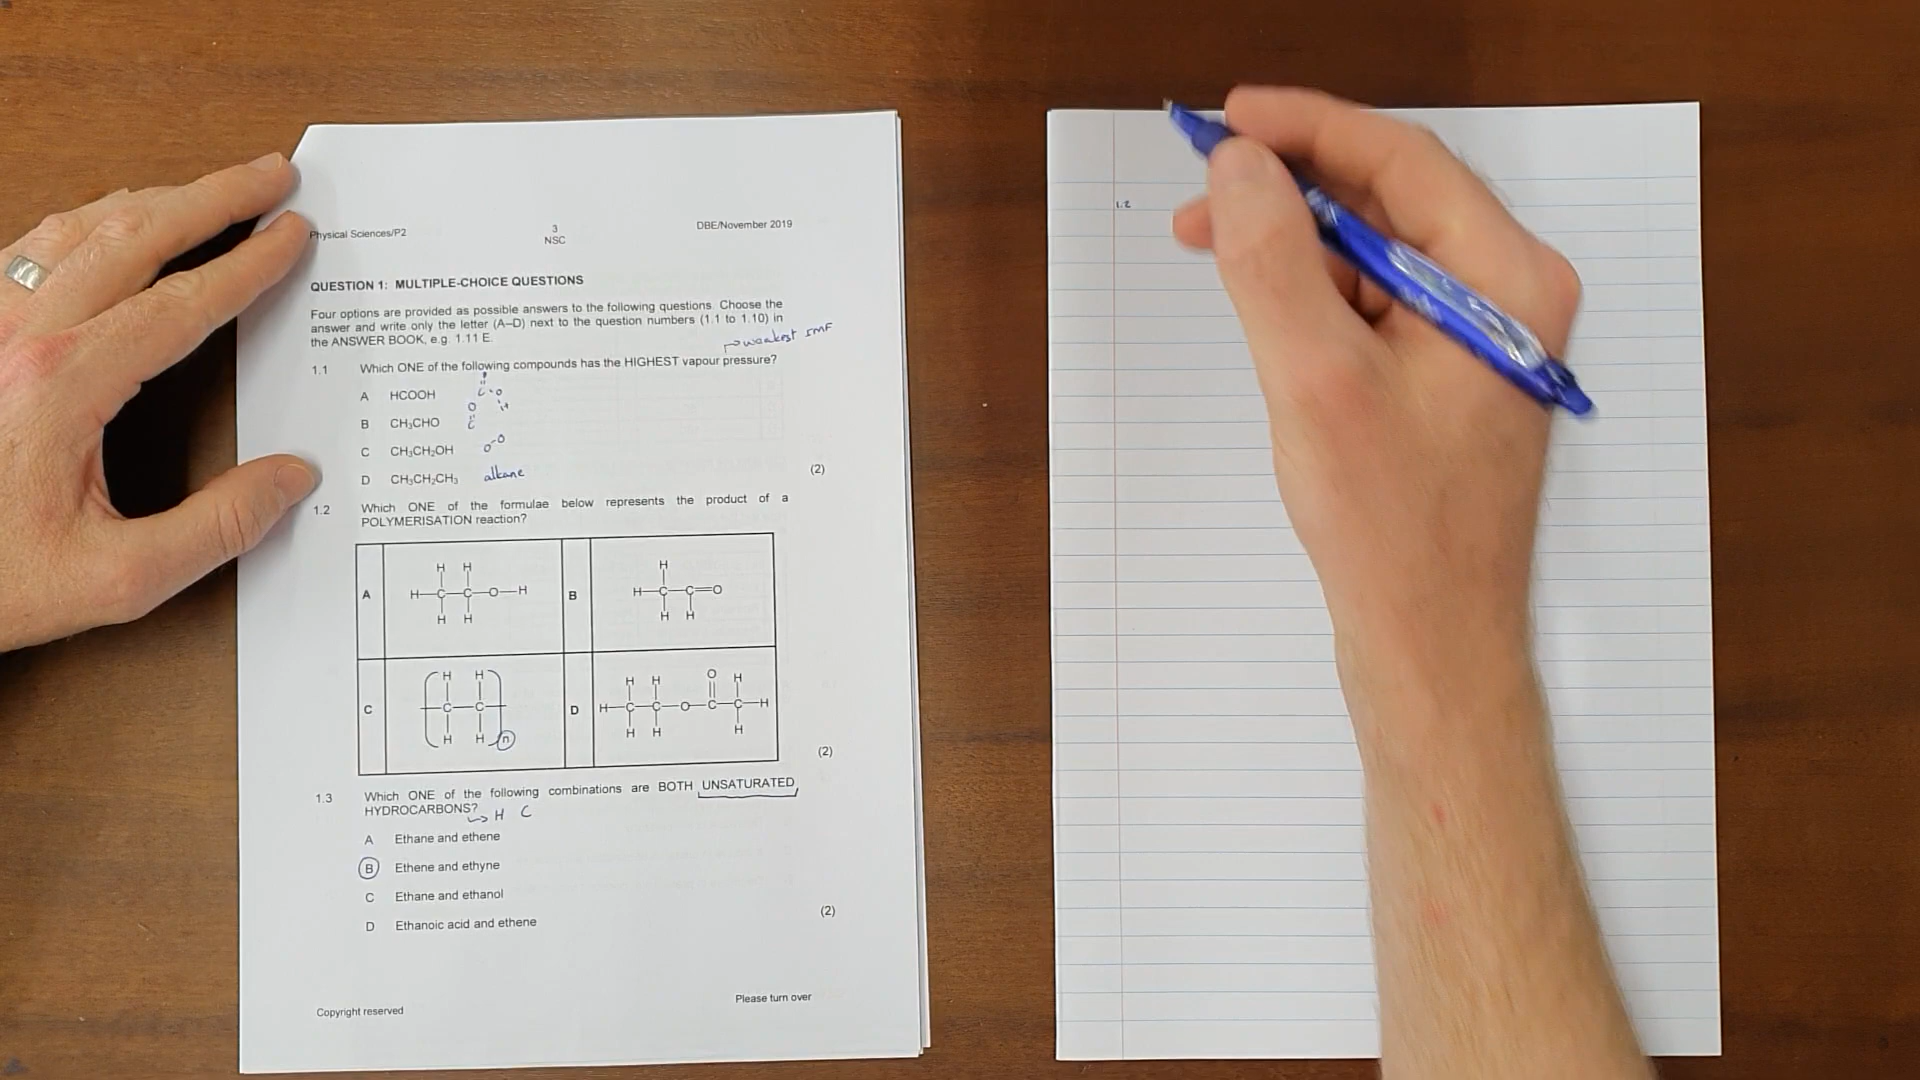 Physical Sciences/P2
3
NSC
DBE/November 2019
QUESTION 1: MULTIPLE-CHOICE QUESTIONS
Four options are provided as possible answers to the following questions. Choose the
answer and write only the letter (A–D) next to the question numbers (1.1 to 1.10) in
the ANSWER BOOK, e.g. 1.11 E.
weakest IMF
1.1 Which ONE of the following compounds has the HIGHEST vapour pressure?
A HCOOH
B CH₃CHO
C CH₃CH₂OH
D CH₃CH₂CH₃ alkane
(2)
1.2 Which ONE of the formulae below represents the product of a
POLYMERISATION reaction?
A
H H
H—C—C—O—H
H H
B
H
H—C—C=O
H H
C
H H
—C—C—
H H n
D
H H O H
H—C—C—O—C—C—H
H H H
(2)
1.3 Which ONE of the following combinations are BOTH UNSATURATED
HYDROCARBONS?
H C
A Ethane and ethene
B Ethene and ethyne
C Ethane and ethanol
D Ethanoic acid and ethene
(2)
Copyright reserved
Please turn over
1.2